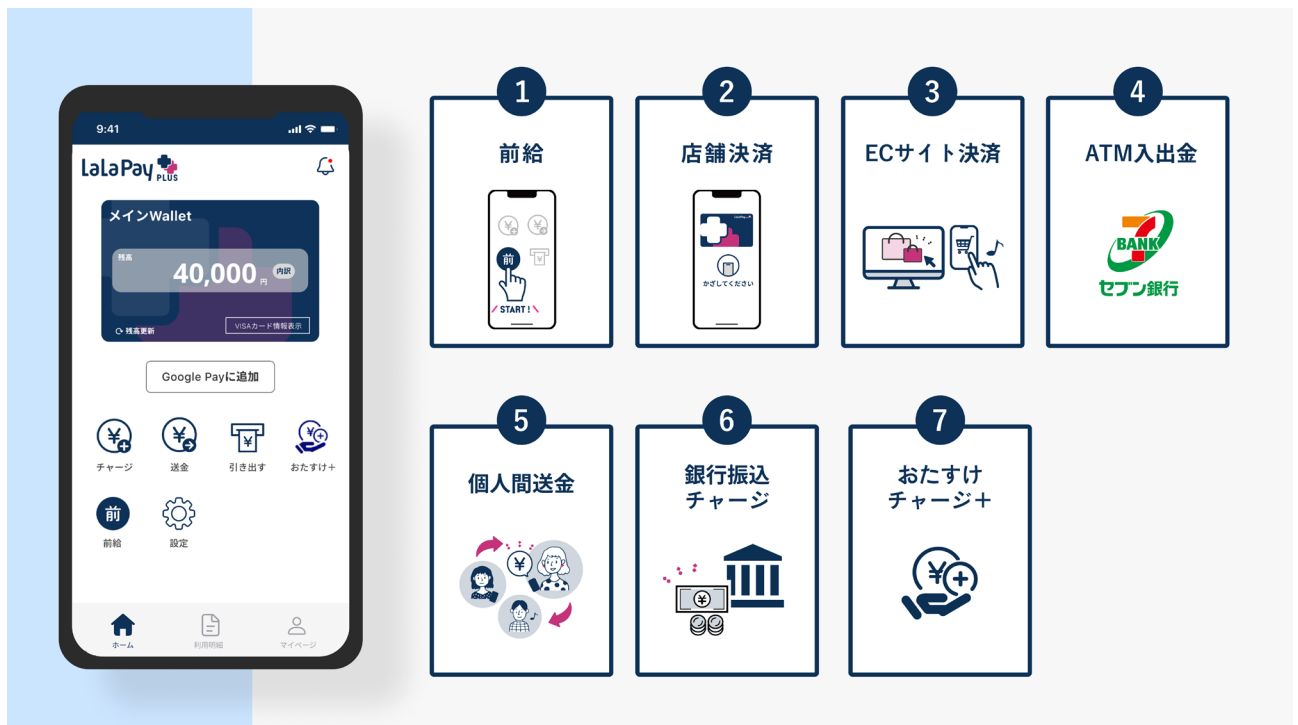 9:41
LaLa Pay PLUS
メインWallet
残高
40,000円
内訳
残高更新
VISAカード情報表示
Google Payに追加
チャージ
送金
引き出す
おたすけ＋
前
前給
設定
ホーム
利用明細
マイページ
1
前給
前
START!
2
店舗決済
かざしてください
3
ECサイト決済
4
ATM入出金
7
BANK
セブン銀行
5
個人間送金
6
銀行振込
チャージ
7
おたすけ
チャージ＋